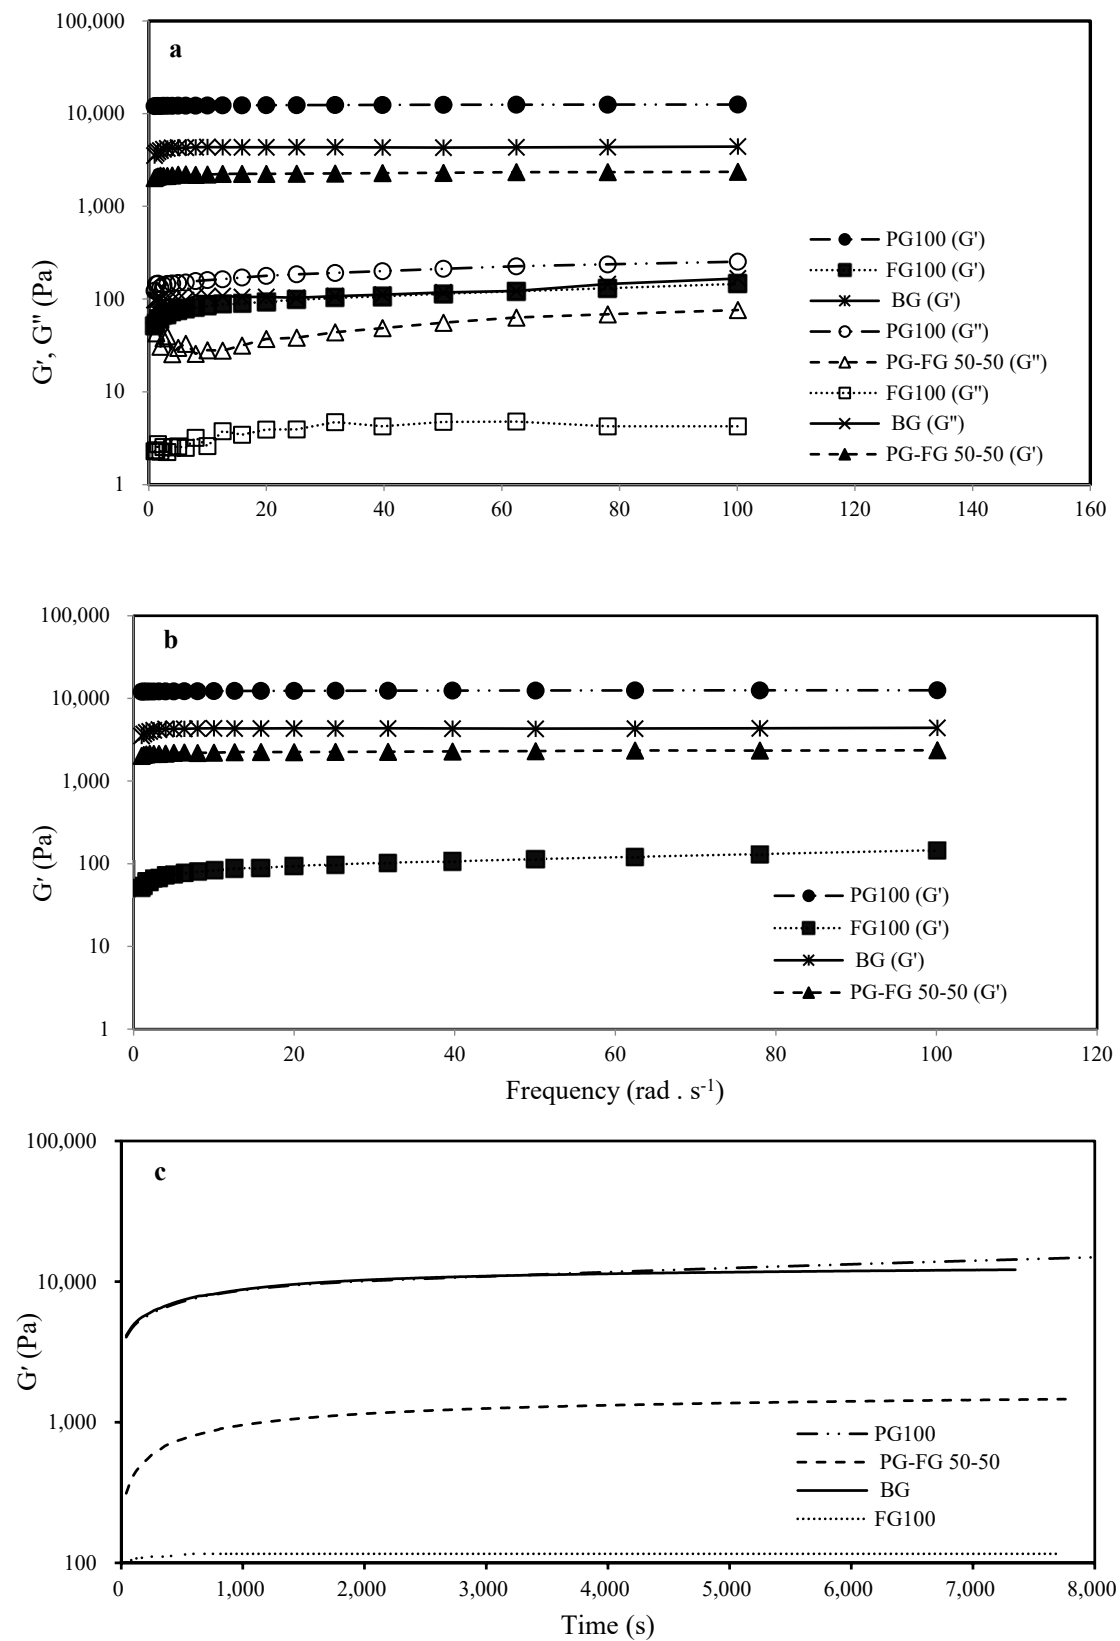 100,000
a
10,000
1,000
100
10
1
G', G'' (Pa)
PG100 (G')
FG100 (G')
BG (G')
PG100 (G'')
PG-FG 50-50 (G'')
FG100 (G'')
BG (G'')
PG-FG 50-50 (G')
0 20 40 60 80 100 120 140 160
100,000
b
10,000
1,000
100
10
1
G' (Pa)
PG100 (G')
FG100 (G')
BG (G')
PG-FG 50-50 (G')
0 20 40 60 80 100 120
Frequency (rad . s-1)
100,000
c
10,000
1,000
100
G' (Pa)
PG100
PG-FG 50-50
BG
FG100
0 1,000 2,000 3,000 4,000 5,000 6,000 7,000 8,000
Time (s)